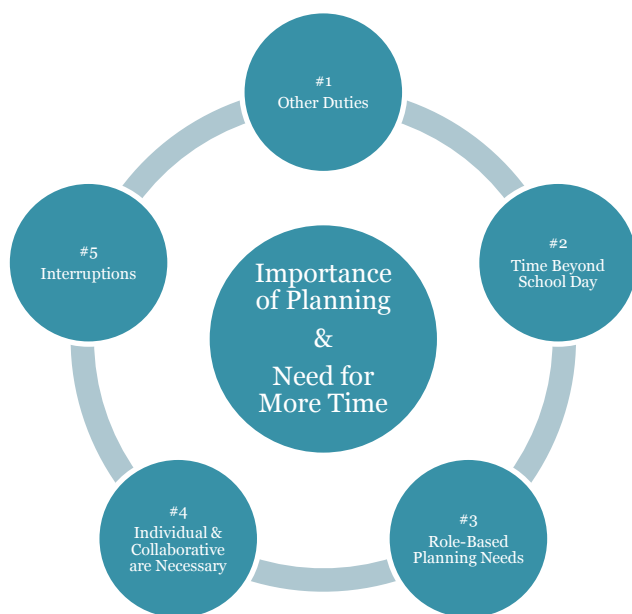 #1
Other Duties
#2
Time Beyond
School Day
#3
Role-Based
Planning Needs
#4
Individual &
Collaborative
are Necessary
#5
Interruptions
Importance
of Planning
&
Need for
More Time